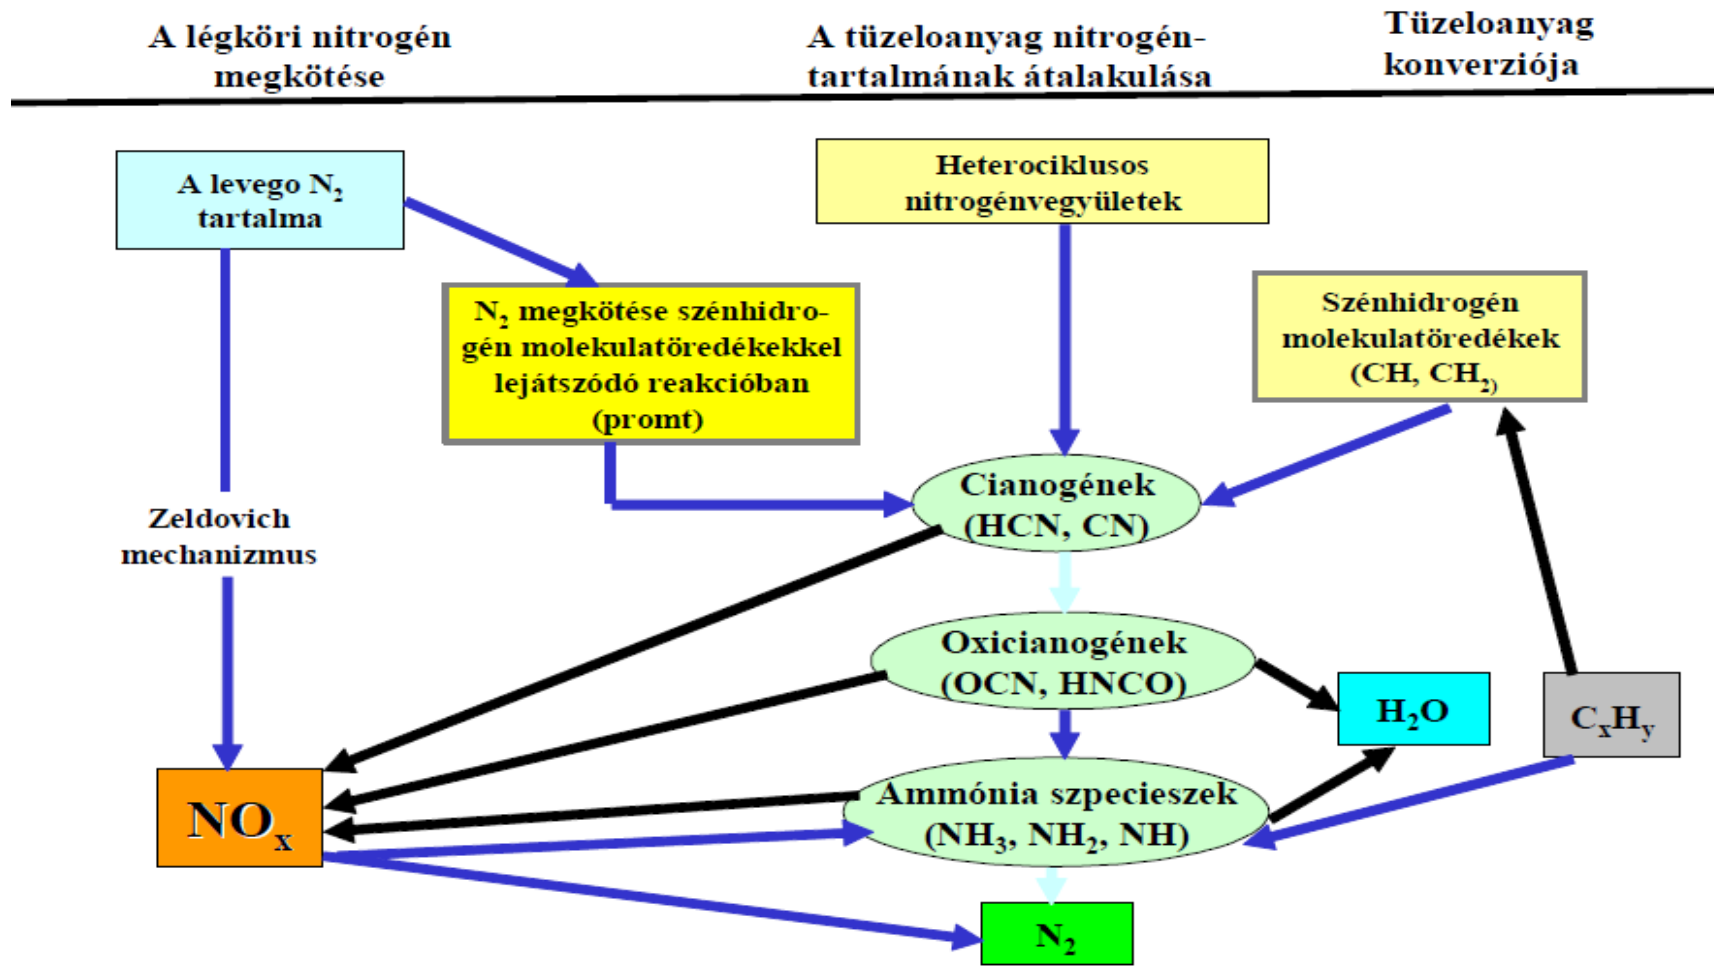 A légköri nitrogén
megkötése
A tüzeloanyag nitrogén-
tartalmának átalakulása
Tüzeloanyag
konverziója
A levego N₂
tartalma
Heterociklusos
nitrogénvegyületek
N₂ megkötése szénhidro-
gén molekulatöredékekkel
lejátszódó reakcióban
(promt)
Szénhidrogén
molekulatöredékek
(CH, CH₂₎
Cianogének
(HCN, CN)
Zeldovich
mechanizmus
Oxicianogének
(OCN, HNCO)
H₂O
CₓHᵧ
NOₓ
Ammónia szpecieszek
(NH₃, NH₂, NH)
N₂